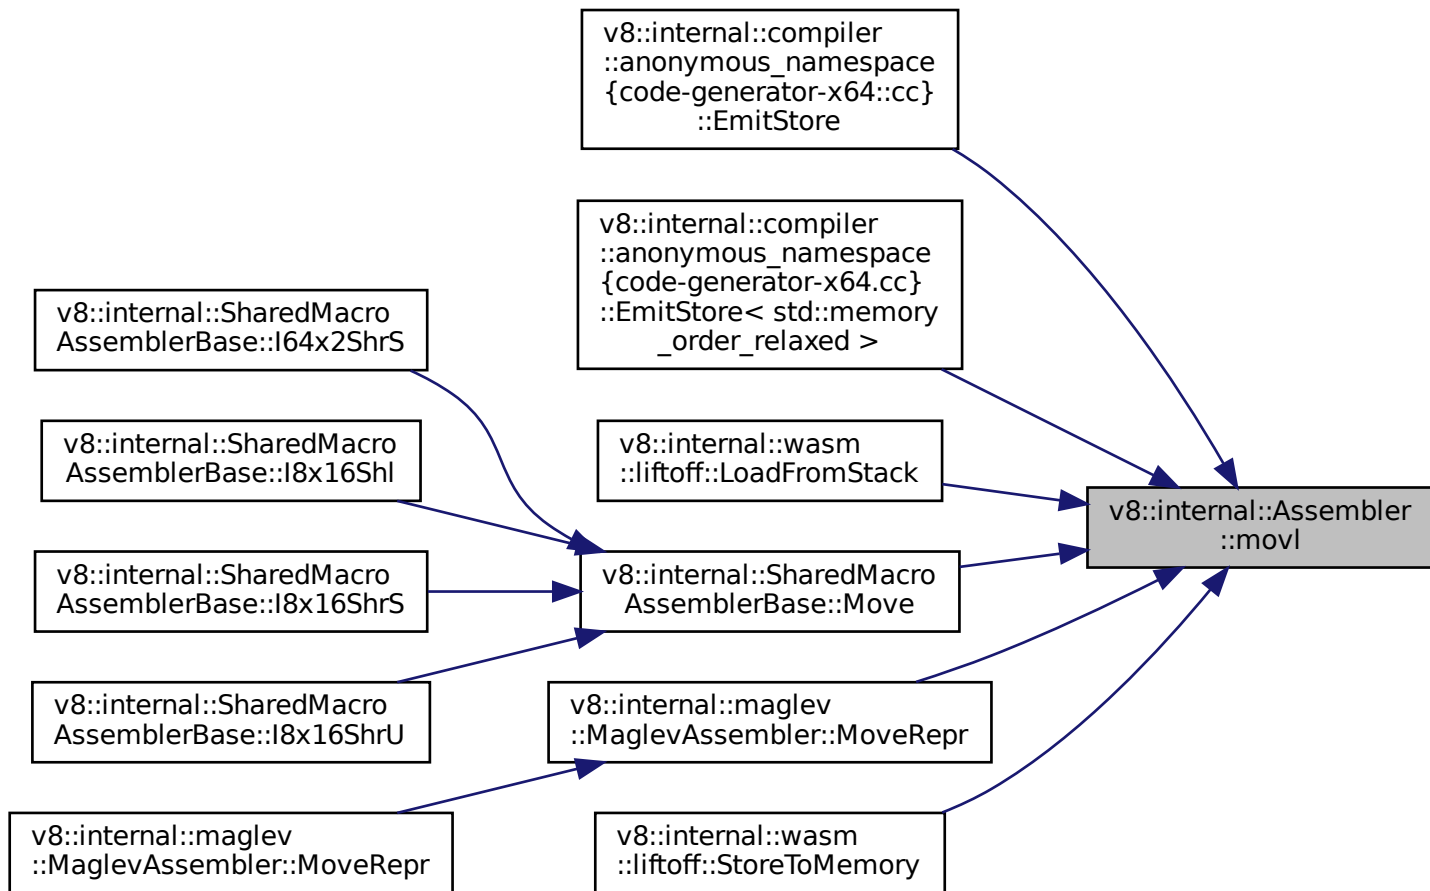 v8::internal::compiler
::anonymous_namespace
{code-generator-x64::cc}
::EmitStore
v8::internal::compiler
::anonymous_namespace
{code-generator-x64.cc}
::EmitStore< std::memory
_order_relaxed >
v8::internal::SharedMacro
AssemblerBase::I64x2ShrS
v8::internal::SharedMacro
AssemblerBase::I8x16Shl
v8::internal::wasm
::liftoff::LoadFromStack
v8::internal::Assembler
::movl
v8::internal::SharedMacro
AssemblerBase::I8x16ShrS
v8::internal::SharedMacro
AssemblerBase::Move
v8::internal::SharedMacro
AssemblerBase::I8x16ShrU
v8::internal::maglev
::MaglevAssembler::MoveRepr
v8::internal::maglev
::MaglevAssembler::MoveRepr
v8::internal::wasm
::liftoff::StoreToMemory